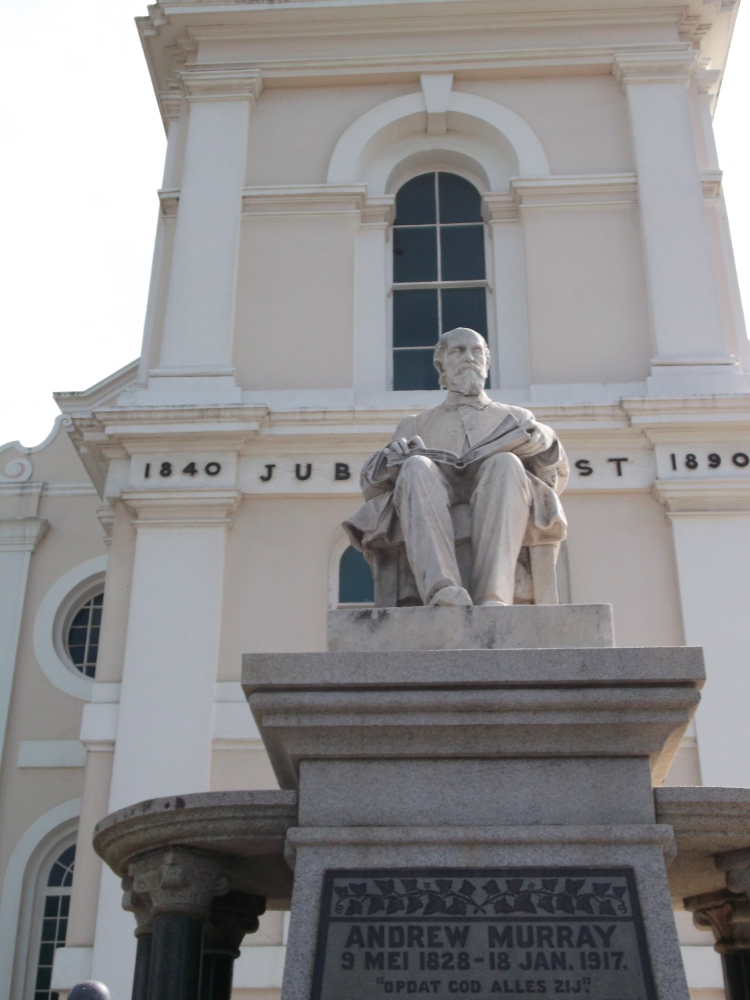 1840 JUB ST 1890
ANDREW MURRAY
9 MEI 1828-18 JAN. 1917.
"OPDAT GOD ALLES ZIJ".